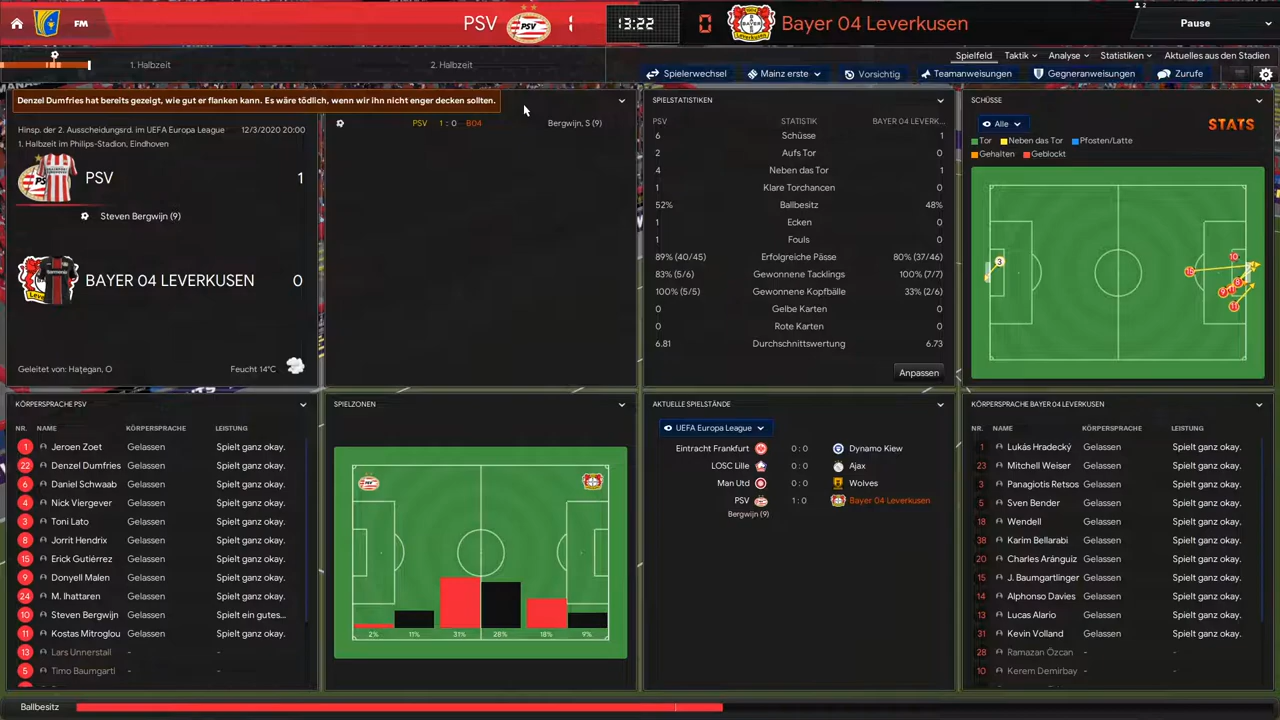 FM
PSV
1
13:22
0
Bayer 04 Leverkusen
2
Pause
1. Halbzeit
2. Halbzeit
Spielfeld
Taktik
Analyse
Statistiken
Aktuelles aus den Stadien
Spielerwechsel
Mainz erste
Vorsichtig
Teamanweisungen
Gegneranweisungen
Zurufe
Denzel Dumfries hat bereits gezeigt, wie gut er flanken kann. Es wäre tödlich, wenn wir ihn nicht enger decken sollten.
Hinsp. der 2. Ausscheidungsrd. im UEFA Europa League
12/3/2020 20:00
1. Halbzeit im Philips-Stadion, Eindhoven
PSV
1
Steven Bergwijn (9)
BAYER 04 LEVERKUSEN
0
Geleitet von: Hațegan, O
Feucht 14°C
PSV 1 : 0 B04
Bergwijn, S (9)
SPIELSTATISTIKEN
PSV STATISTIK BAYER 04 LEVERK...
6 Schüsse 1
2 Aufs Tor 0
4 Neben das Tor 1
1 Klare Torchancen 0
52% Ballbesitz 48%
1 Ecken 0
1 Fouls 0
89% (40/45) Erfolgreiche Pässe 80% (37/46)
83% (5/6) Gewonnene Tacklings 100% (7/7)
100% (5/5) Gewonnene Kopfbälle 33% (2/6)
0 Gelbe Karten 0
0 Rote Karten 0
6.81 Durchschnittswertung 6.73
Anpassen
SCHÜSSE
Alle
STATS
Tor Neben das Tor Pfosten/Latte
Gehalten Geblockt
3
10
KÖRPERSPRACHE PSV
NR. NAME KÖRPERSPRACHE LEISTUNG
1 Jeroen Zoet Gelassen Spielt ganz okay.
22 Denzel Dumfries Gelassen Spielt ganz okay.
6 Daniel Schwaab Gelassen Spielt ganz okay.
4 Nick Viergever Gelassen Spielt ganz okay.
3 Toni Lato Gelassen Spielt ganz okay.
8 Jorrit Hendrix Gelassen Spielt ganz okay.
15 Erick Gutiérrez Gelassen Spielt ganz okay.
9 Donyell Malen Gelassen Spielt ganz okay.
24 M. Ihattaren Gelassen Spielt ganz okay.
10 Steven Bergwijn Gelassen Spielt ein gutes...
11 Kostas Mitroglou Gelassen Spielt ganz okay.
13 Lars Unnerstall - -
5 Timo Baumgartl - -
SPIELZONEN
2% 11% 31% 28% 18% 9%
AKTUELLE SPIELSTÄNDE
UEFA Europa League
Eintracht Frankfurt 0 : 0 Dynamo Kiew
LOSC Lille 0 : 0 Ajax
Man Utd 0 : 0 Wolves
PSV 1 : 0 Bayer 04 Leverkusen
Bergwijn (9)
KÖRPERSPRACHE BAYER 04 LEVERKUSEN
NR. NAME KÖRPERSPRACHE LEISTUNG
1 Lukás Hradecký Gelassen Spielt ganz okay.
23 Mitchell Weiser Gelassen Spielt ganz okay.
3 Panagiotis Retsos Gelassen Spielt ganz okay.
5 Sven Bender Gelassen Spielt ganz okay.
18 Wendell Gelassen Spielt ganz okay.
38 Karim Bellarabi Gelassen Spielt ganz okay.
20 Charles Aránguiz Gelassen Spielt ganz okay.
15 J. Baumgartlinger Gelassen Spielt ganz okay.
14 Alphonso Davies Gelassen Spielt ganz okay.
13 Lucas Alario Gelassen Spielt ganz okay.
31 Kevin Volland Gelassen Spielt ganz okay.
28 Ramazan Özcan - -
10 Kerem Demirbay - -
Ballbesitz